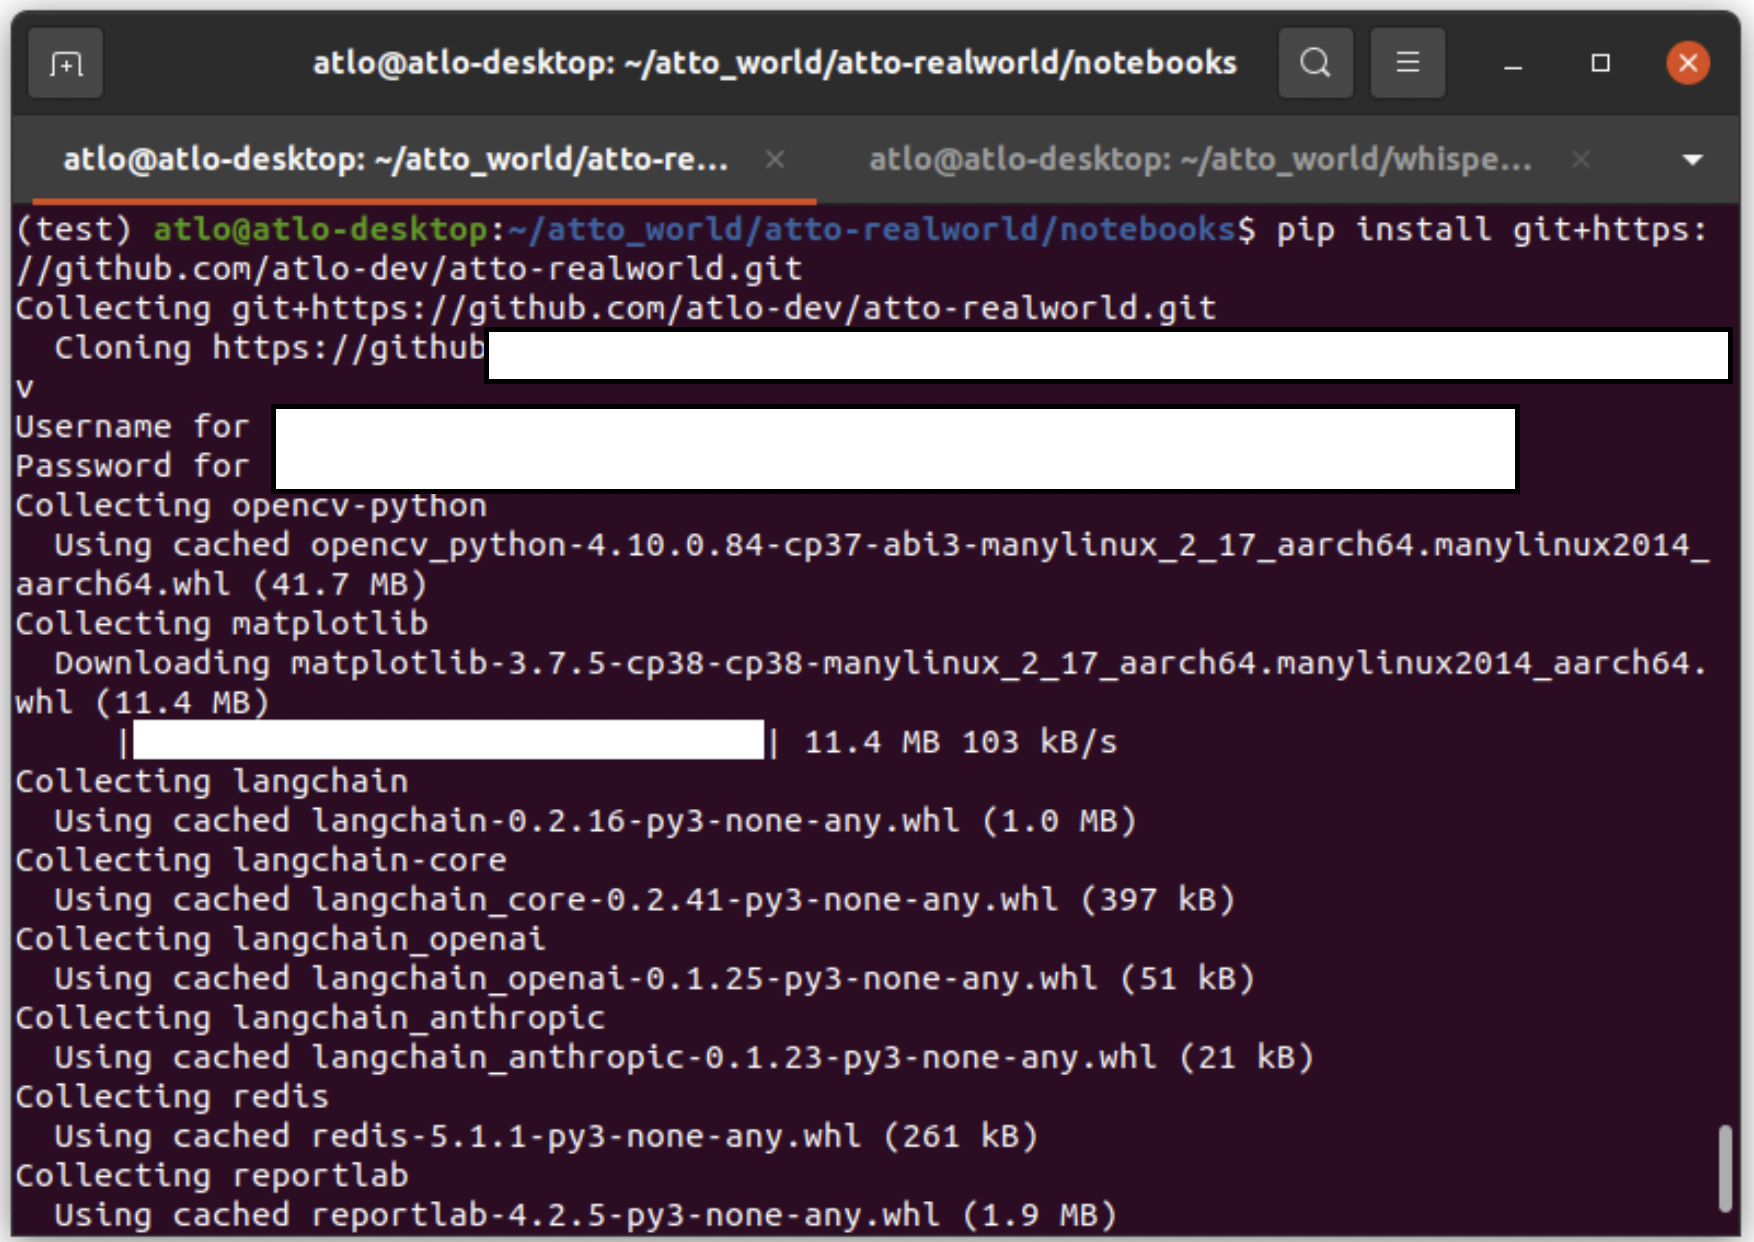 atlo@atlo-desktop: ~/atto_world/atto-realworld/notebooks
atlo@atlo-desktop: ~/atto_world/atto-re...
atlo@atlo-desktop: ~/atto_world/whispe...
(test) atlo@atlo-desktop:~/atto_world/atto-realworld/notebooks$ pip install git+https:
//github.com/atlo-dev/atto-realworld.git
Collecting git+https://github.com/atlo-dev/atto-realworld.git
  Cloning https://github
v
Username for
Password for
Collecting opencv-python
  Using cached opencv_python-4.10.0.84-cp37-abi3-manylinux_2_17_aarch64.manylinux2014_
aarch64.whl (41.7 MB)
Collecting matplotlib
  Downloading matplotlib-3.7.5-cp38-cp38-manylinux_2_17_aarch64.manylinux2014_aarch64.
whl (11.4 MB)
| | 11.4 MB 103 kB/s
Collecting langchain
  Using cached langchain-0.2.16-py3-none-any.whl (1.0 MB)
Collecting langchain-core
  Using cached langchain_core-0.2.41-py3-none-any.whl (397 kB)
Collecting langchain_openai
  Using cached langchain_openai-0.1.25-py3-none-any.whl (51 kB)
Collecting langchain_anthropic
  Using cached langchain_anthropic-0.1.23-py3-none-any.whl (21 kB)
Collecting redis
  Using cached redis-5.1.1-py3-none-any.whl (261 kB)
Collecting reportlab
  Using cached reportlab-4.2.5-py3-none-any.whl (1.9 MB)